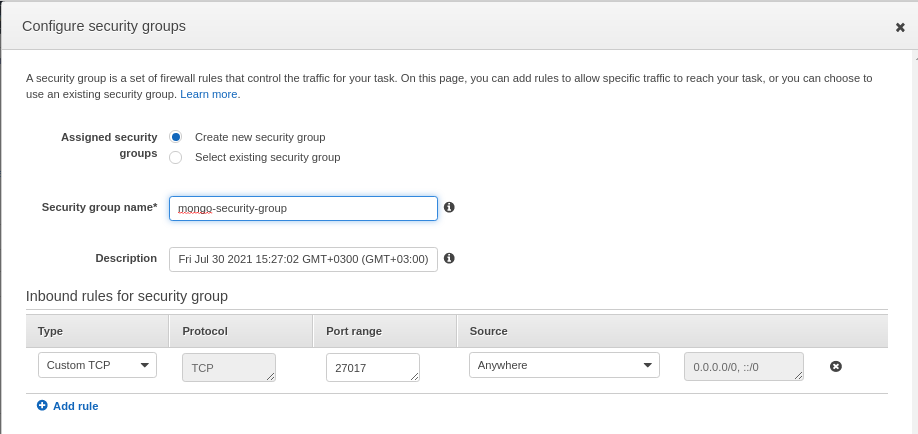 Configure security groups
A security group is a set of firewall rules that control the traffic for your task. On this page, you can add rules to allow specific traffic to reach your task, or you can choose to
use an existing security group. Learn more.
Assigned security
groups
Create new security group
Select existing security group
Security group name*
mongo-security-group
Description
Fri Jul 30 2021 15:27:02 GMT+0300 (GMT+03:00)
Inbound rules for security group
Type Protocol Port range Source
Custom TCP TCP 27017 Anywhere 0.0.0.0/0, ::/0
Add rule